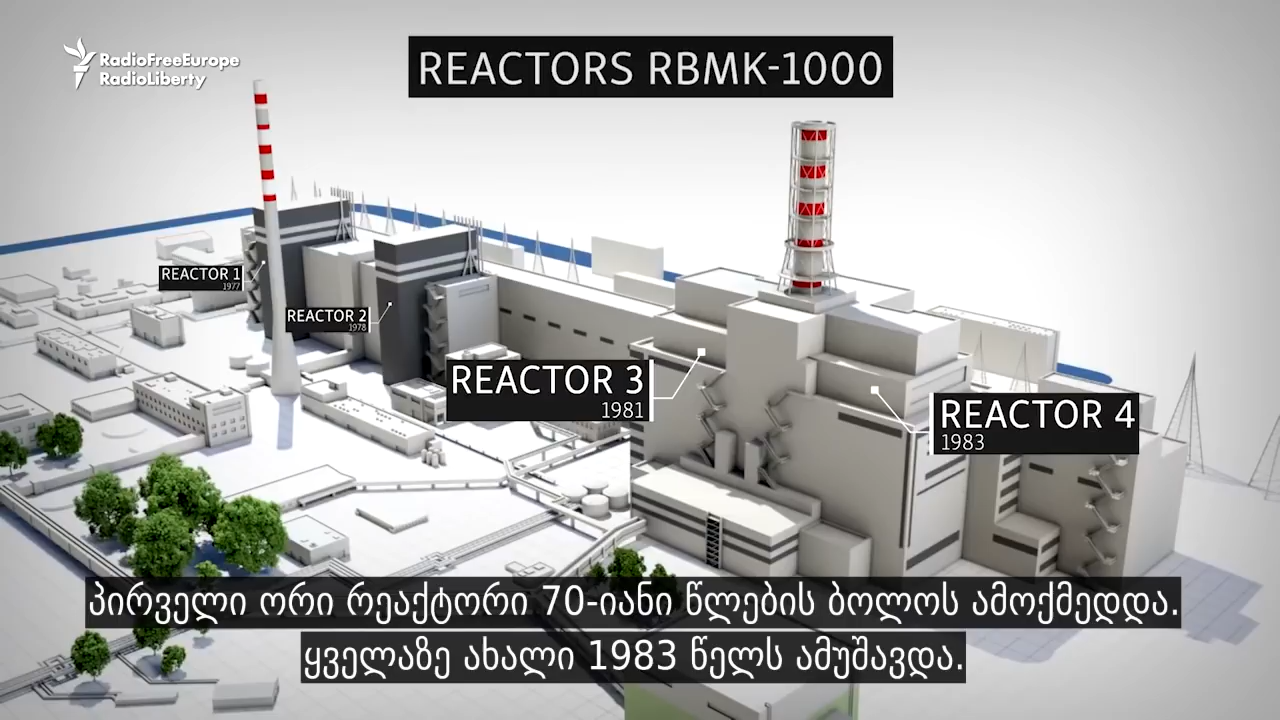 RadioFreeEurope
RadioLiberty
REACTORS RBMK-1000
REACTOR 1
1977
REACTOR 2
1978
REACTOR 3
1981
REACTOR 4
1983
პირველი ორი რეაქტორი 70-იანი წლების ბოლოს ამოქმედდა.
ყველაზე ახალი 1983 წელს ამუშავდა.